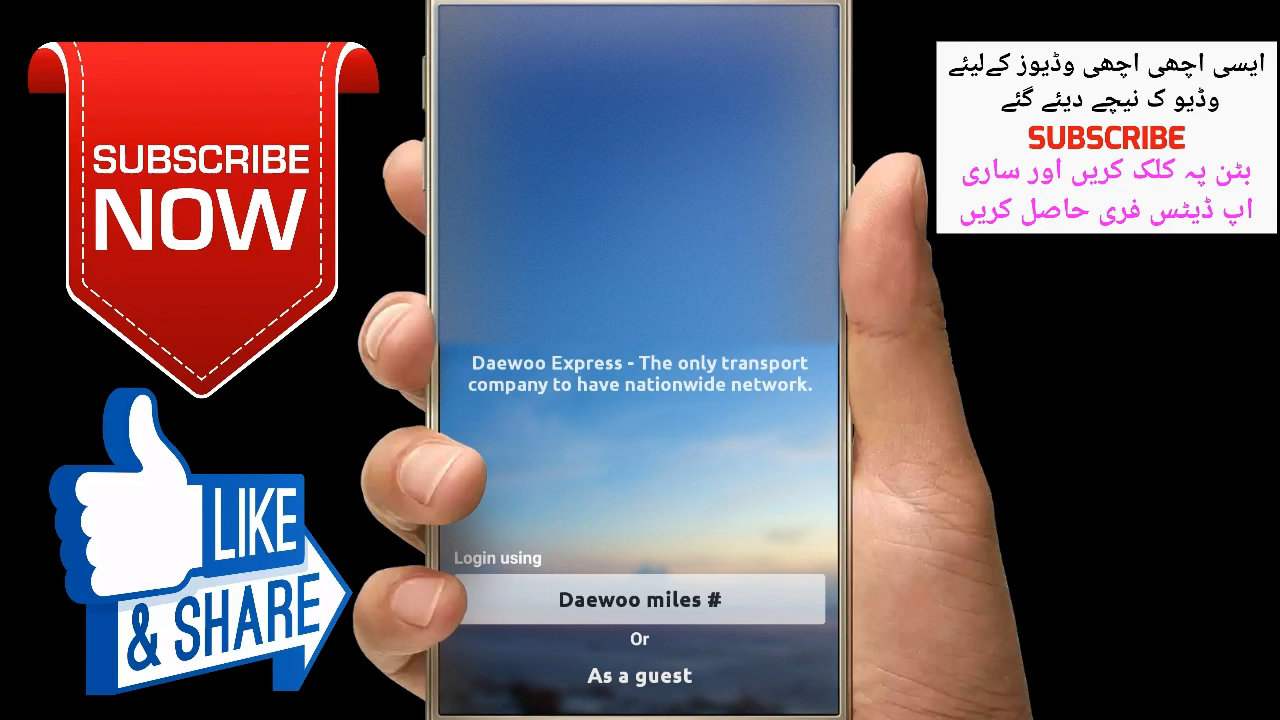 SUBSCRIBE
NOW
LIKE
& SHARE
Daewoo Express - The only transport
company to have nationwide network.
Login using
Daewoo miles #
Or
As a guest
ایسی اچھی اچھی وڈیوز کےلیئے
وڈیو ک نیچے دیئے گئے
SUBSCRIBE
بٹن پہ کلک کریں اور ساری
اپ ڈیٹس فری حاصل کریں